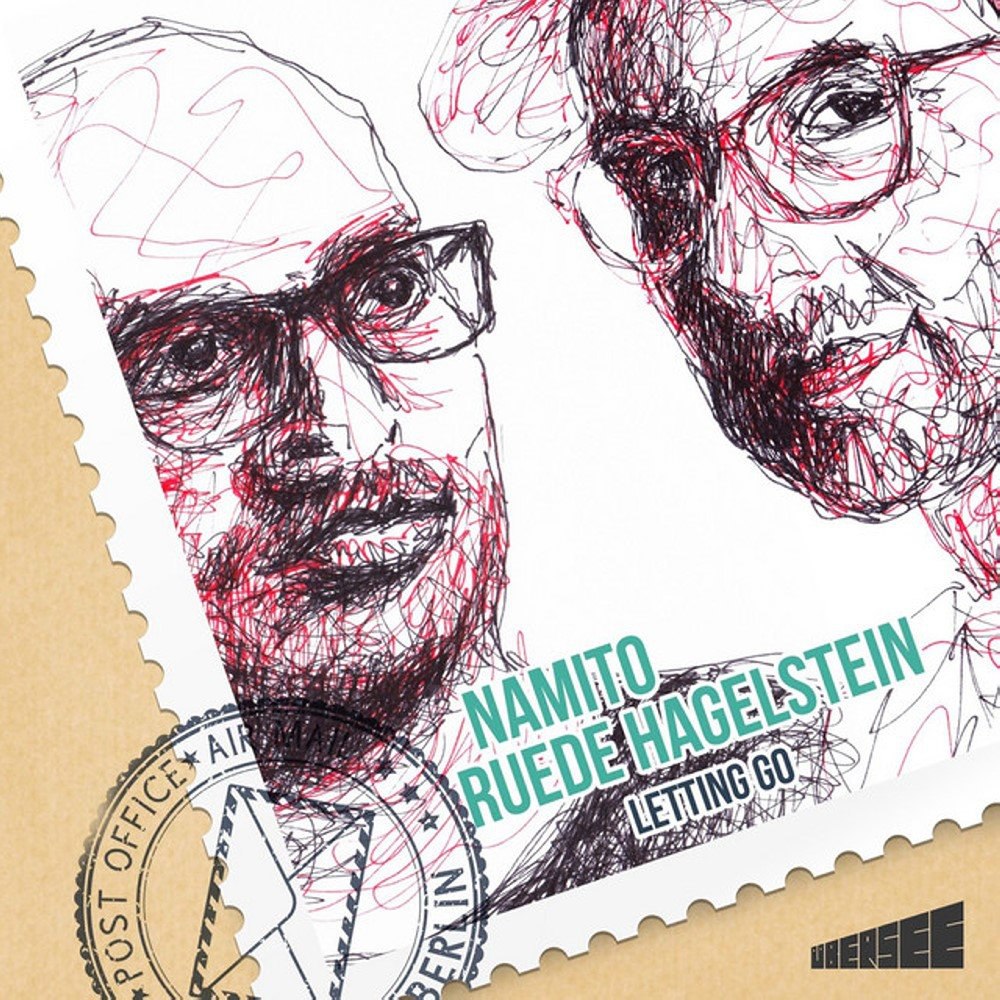 NAMITO
RUEDE HAGELSTEIN
LETTING GO
POST OFFICE ★ AIR MAIL ★
BERLIN
ÜBERSEE